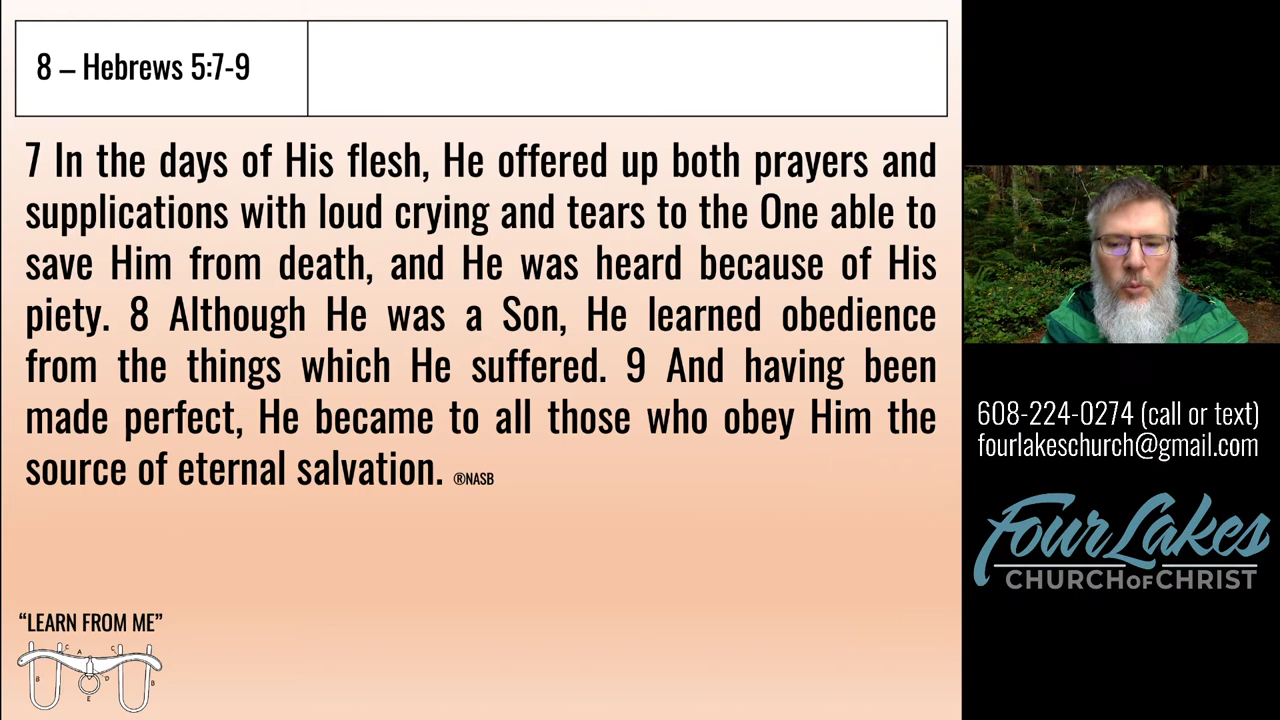 8 – Hebrews 5:7-9
7 In the days of His flesh, He offered up both prayers and
supplications with loud crying and tears to the One able to
save Him from death, and He was heard because of His
piety. 8 Although He was a Son, He learned obedience
from the things which He suffered. 9 And having been
made perfect, He became to all those who obey Him the
source of eternal salvation. ®NASB
"LEARN FROM ME"
C A C
B D B
E
608-224-0274 (call or text)
fourlakeschurch@gmail.com
Four Lakes
CHURCH OF CHRIST